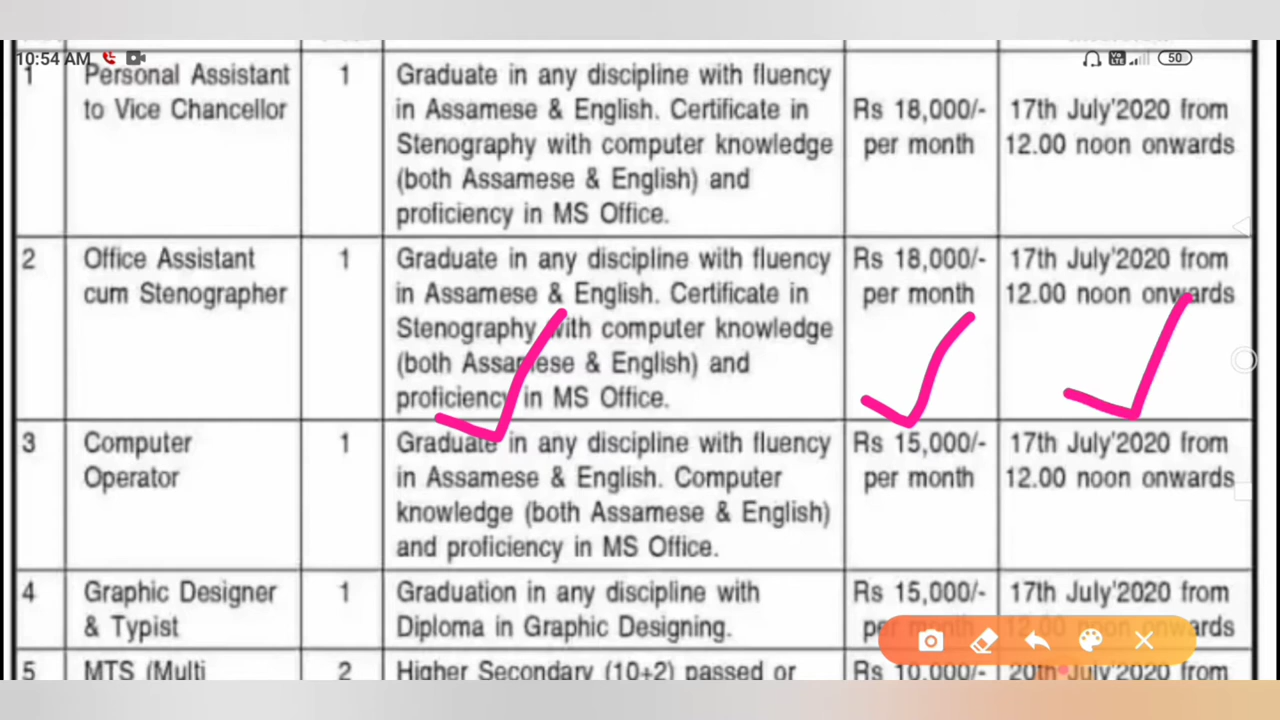 10:54 AM
50
1 Personal Assistant 1 Graduate in any discipline with fluency
to Vice Chancellor in Assamese & English. Certificate in Rs 18,000/- 17th July'2020 from
Stenography with computer knowledge per month 12.00 noon onwards
(both Assamese & English) and
proficiency in MS Office.
2 Office Assistant 1 Graduate in any discipline with fluency Rs 18,000/- 17th July'2020 from
cum Stenographer in Assamese & English. Certificate in per month 12.00 noon onwards
Stenography with computer knowledge
(both Assamese & English) and
proficiency in MS Office.
3 Computer 1 Graduate in any discipline with fluency Rs 15,000/- 17th July'2020 from
Operator in Assamese & English. Computer per month 12.00 noon onwards
knowledge (both Assamese & English)
and proficiency in MS Office.
4 Graphic Designer 1 Graduation in any discipline with Rs 15,000/- 17th July'2020 from
& Typist Diploma in Graphic Designing. per month 12.00 noon onwards
5 MTS (Multi 2 Higher Secondary (10+2) passed or Rs 10,000/- 20th July'2020 from